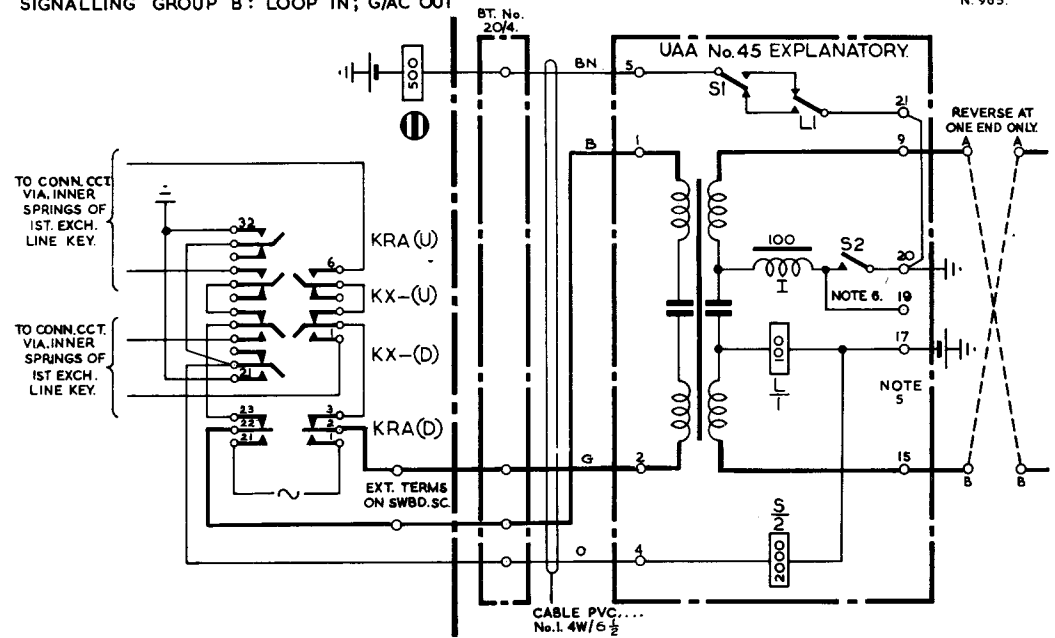 SIGNALLING GROUP B: LOOP IN; G/AC OUT
N. 985.
BT. No.
20/4.
UAA No. 45 EXPLANATORY.
500
BN
5
S1
L1
21
REVERSE AT
ONE END ONLY.
A
A
B
1
9
TO CONN. CCT
VIA. INNER
SPRINGS OF
1ST. EXCH.
LINE KEY.
32
KRA(U)
6
KX-(U)
TO CONN. CCT.
VIA. INNER
SPRINGS OF
1ST EXCH.
LINE KEY.
1
KX-(D)
21
KRA(D)
23
22
21
3
2
1
100
I
S2
20
NOTE 6.
19
17
100
L
1
NOTE
5
G
2
15
B
B
EXT. TERMS
ON SWBD. SC.
S
2
2000
O
4
CABLE PVC....
No.1. 4W/6 1/2